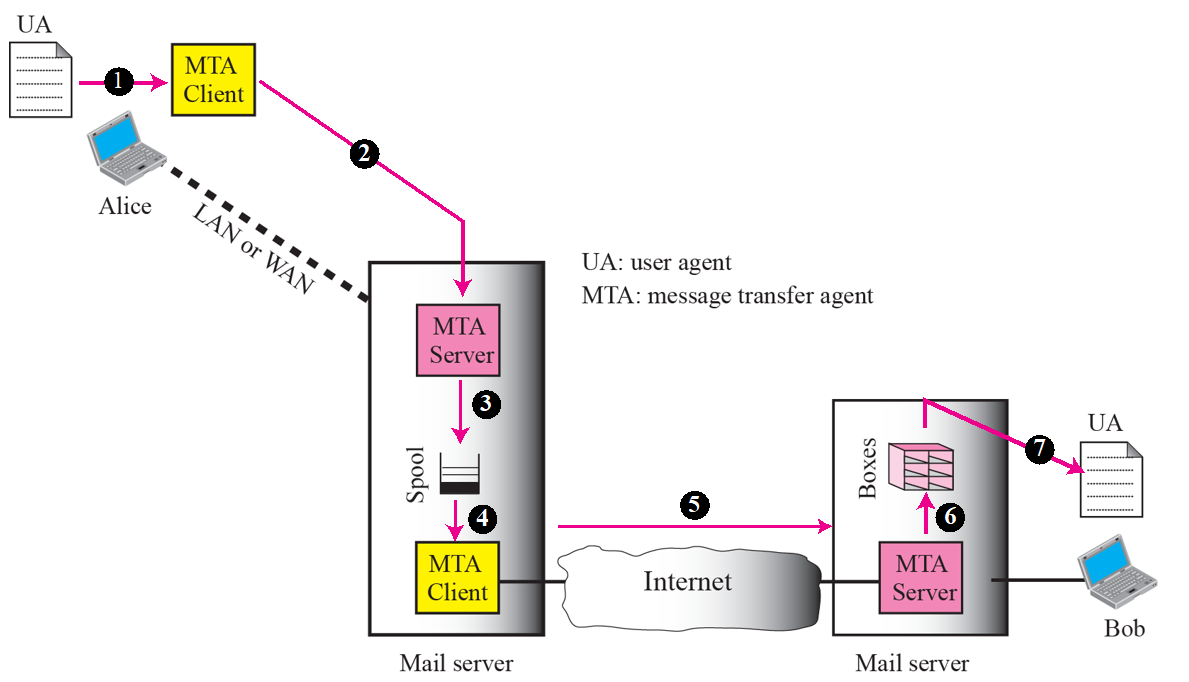 UA
1
MTA
Client
2
Alice
LAN or WAN
UA: user agent
MTA: message transfer agent
MTA
Server
3
Spool
4
MTA
Client
Mail server
5
Internet
Boxes
6
MTA
Server
Mail server
7
UA
Bob